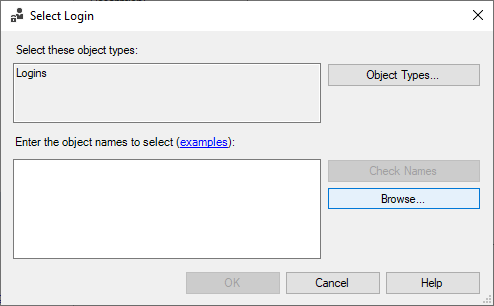 Select Login
Select these object types:
Logins
Object Types...
Enter the object names to select (examples):
Check Names
Browse...
OK
Cancel
Help